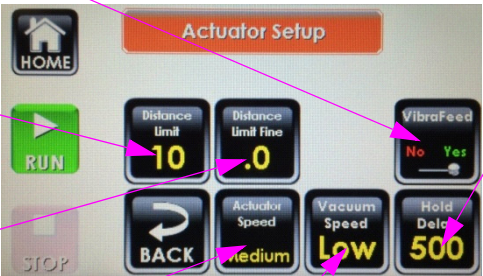 Actuator Setup
HOME
RUN
Distance
Limit
10
Distance
Limit Fine
.0
VibraFeed
No Yes
STOP
BACK
Actuator
Speed
Medium
Vacuum
Speed
Low
Hold
Delay
500